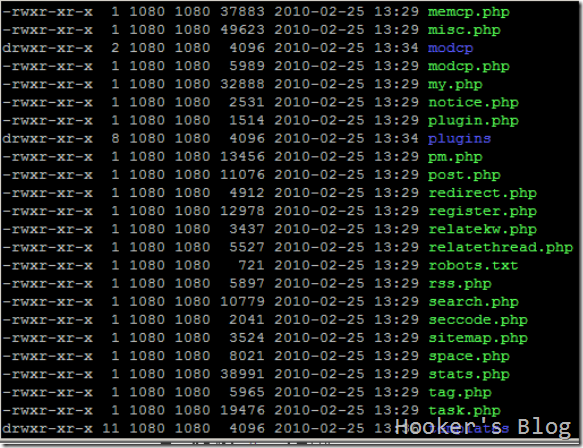 -rwxr-xr-x 1 1080 1080 37883 2010-02-25 13:29 memcp.php
-rwxr-xr-x 1 1080 1080 49623 2010-02-25 13:29 misc.php
drwxr-xr-x 2 1080 1080 4096 2010-02-25 13:34 modcp
-rwxr-xr-x 1 1080 1080 5989 2010-02-25 13:29 modcp.php
-rwxr-xr-x 1 1080 1080 32888 2010-02-25 13:29 my.php
-rwxr-xr-x 1 1080 1080 2531 2010-02-25 13:29 notice.php
-rwxr-xr-x 1 1080 1080 1514 2010-02-25 13:29 plugin.php
drwxr-xr-x 8 1080 1080 4096 2010-02-25 13:34 plugins
-rwxr-xr-x 1 1080 1080 13456 2010-02-25 13:29 pm.php
-rwxr-xr-x 1 1080 1080 11076 2010-02-25 13:29 post.php
-rwxr-xr-x 1 1080 1080 4912 2010-02-25 13:29 redirect.php
-rwxr-xr-x 1 1080 1080 12978 2010-02-25 13:29 register.php
-rwxr-xr-x 1 1080 1080 3437 2010-02-25 13:29 relatekw.php
-rwxr-xr-x 1 1080 1080 5527 2010-02-25 13:29 relatethread.php
-rwxr-xr-x 1 1080 1080 721 2010-02-25 13:29 robots.txt
-rwxr-xr-x 1 1080 1080 5897 2010-02-25 13:29 rss.php
-rwxr-xr-x 1 1080 1080 10779 2010-02-25 13:29 search.php
-rwxr-xr-x 1 1080 1080 2041 2010-02-25 13:29 seccode.php
-rwxr-xr-x 1 1080 1080 3524 2010-02-25 13:29 sitemap.php
-rwxr-xr-x 1 1080 1080 8021 2010-02-25 13:29 space.php
-rwxr-xr-x 1 1080 1080 38991 2010-02-25 13:29 stats.php
-rwxr-xr-x 1 1080 1080 5965 2010-02-25 13:29 tag.php
-rwxr-xr-x 1 1080 1080 19476 2010-02-25 13:29 task.php
drwxr-xr-x 11 1080 1080 4096 2010-02-25
Hooker's Blog